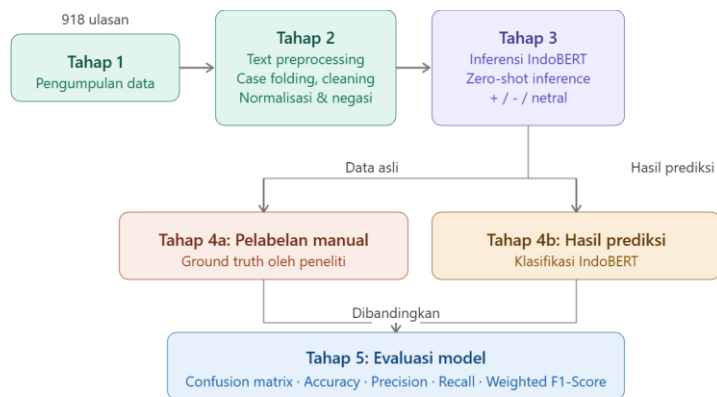 918 ulasan
Tahap 1
Pengumpulan data
Tahap 2
Text preprocessing
Case folding, cleaning
Normalisasi & negasi
Tahap 3
Inferensi IndoBERT
Zero-shot inference
+ / - / netral
Data asli
Hasil prediksi
Tahap 4a: Pelabelan manual
Ground truth oleh peneliti
Tahap 4b: Hasil prediksi
Klasifikasi IndoBERT
Dibandingkan
Tahap 5: Evaluasi model
Confusion matrix · Accuracy · Precision · Recall · Weighted F1-Score